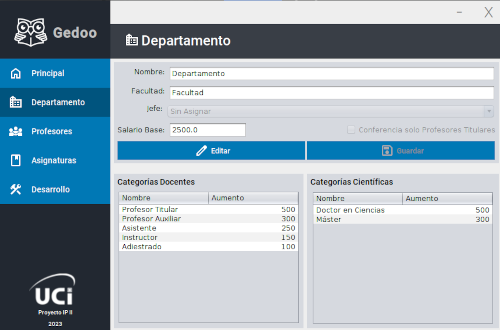 Gedoo
Departamento
Principal
Departamento
Profesores
Asignaturas
Desarrollo
UCi
Proyecto IP II
2023
Nombre: Departamento
Facultad: Facultad
Jefe: Sin Asignar
Salario Base: 2500.0 Conferencia solo Profesores Titulares
Editar Guardar
Categorías Docentes
Nombre Aumento
Profesor Titular 500
Profesor Auxiliar 300
Asistente 250
Instructor 150
Adiestrado 100
Categorías Científicas
Nombre Aumento
Doctor en Ciencias 500
Máster 300